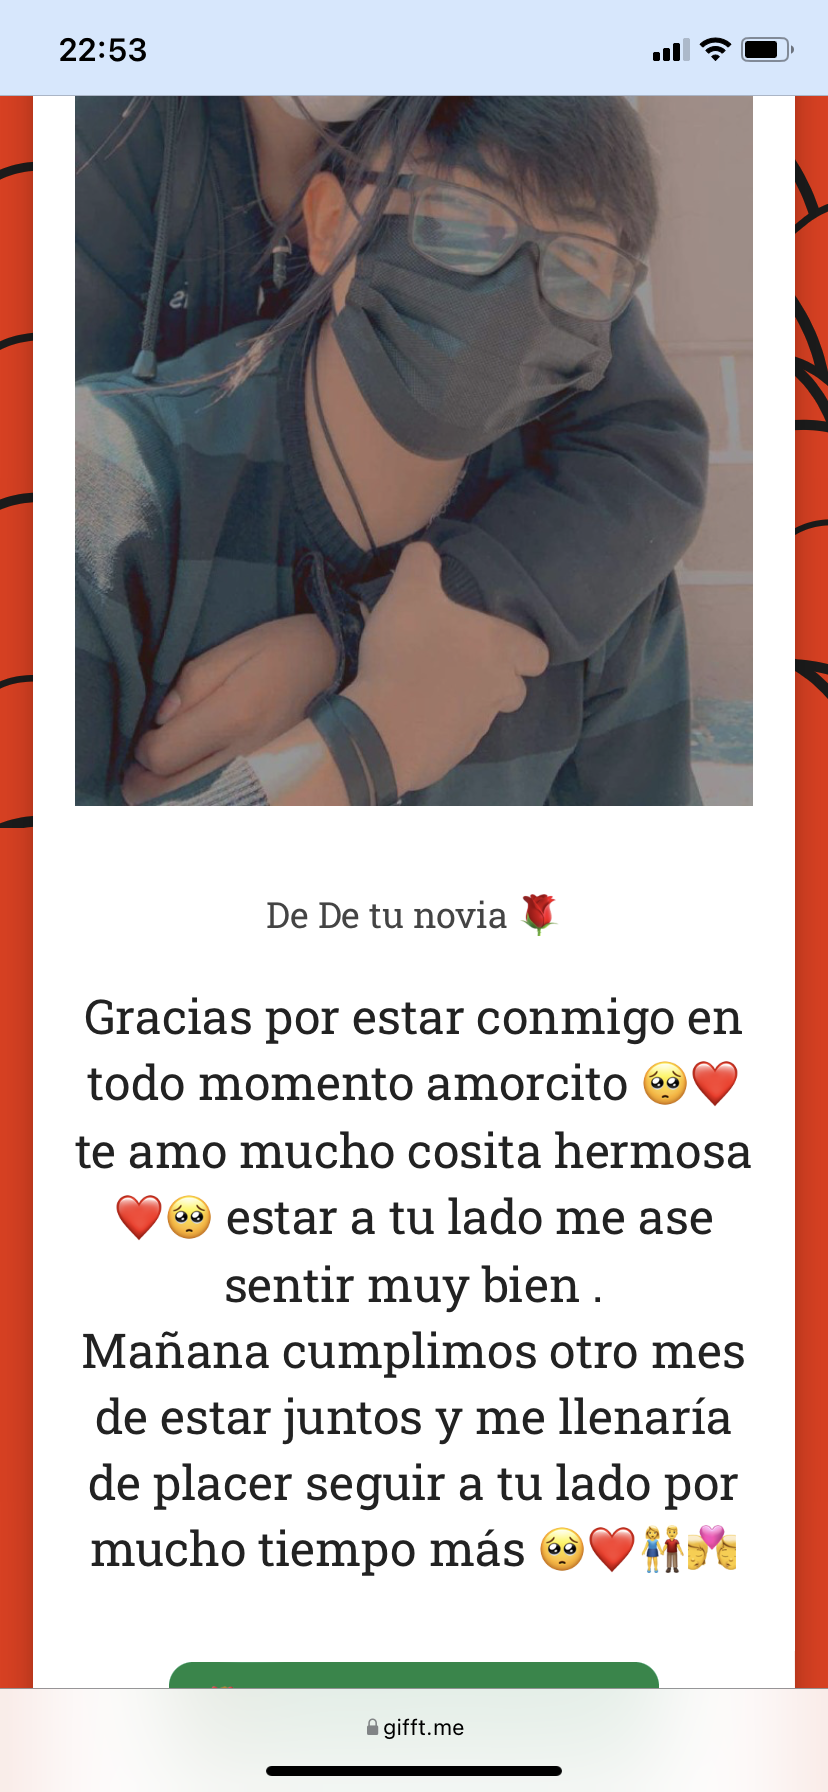 22:53
De De tu novia 🌹
Gracias por estar conmigo en
todo momento amorcito 🥺❤️
te amo mucho cosita hermosa
❤️🥺 estar a tu lado me ase
sentir muy bien .
Mañana cumplimos otro mes
de estar juntos y me llenaría
de placer seguir a tu lado por
mucho tiempo más 🥺❤️👫💏
gifft.me